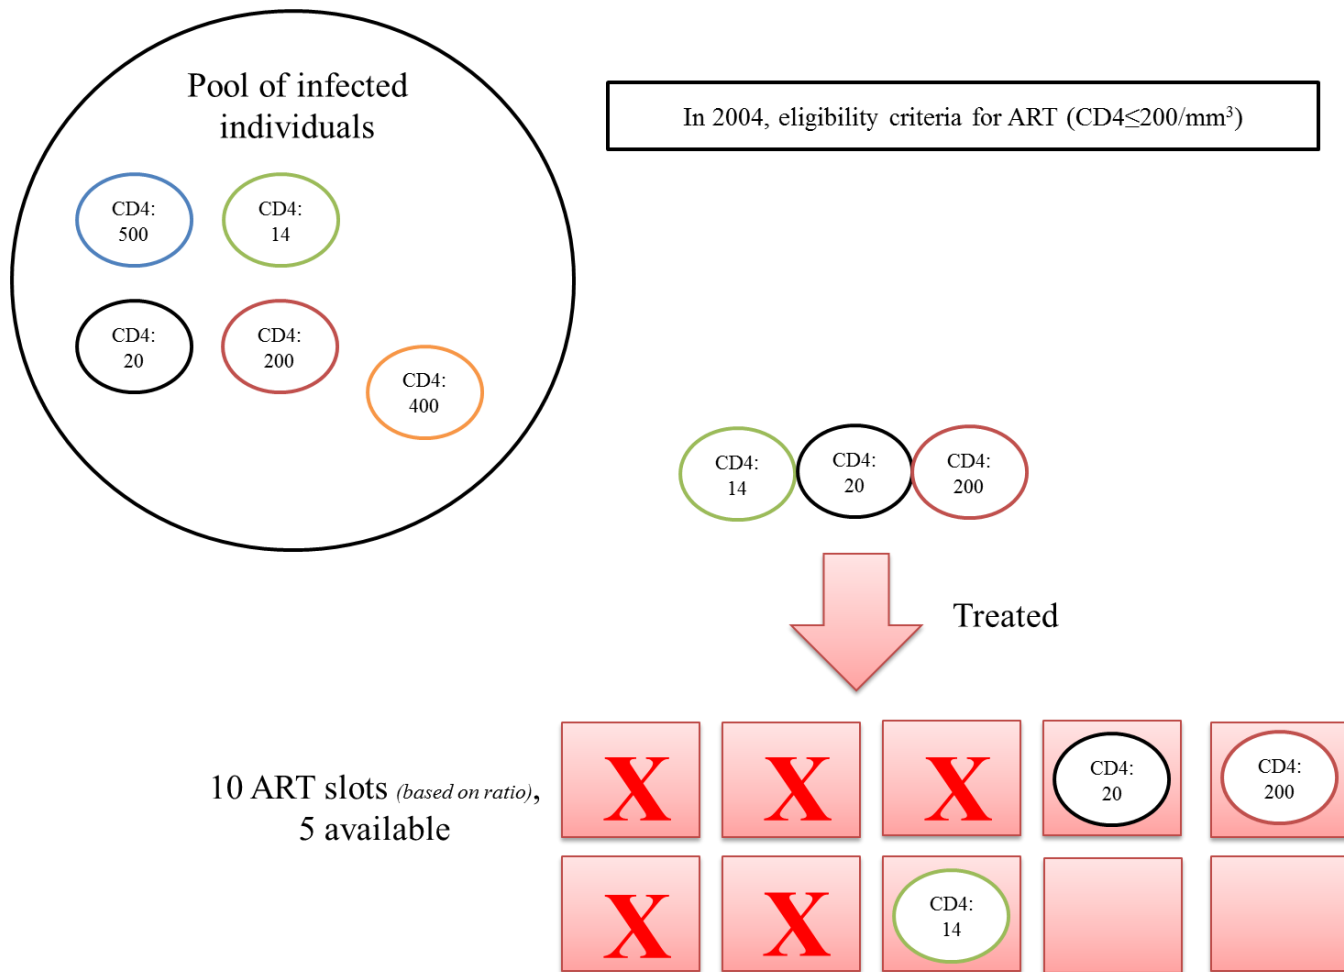 Pool of infected
individuals
In 2004, eligibility criteria for ART (CD4≤200/mm³)
CD4:
500
CD4:
14
CD4:
20
CD4:
200
CD4:
400
CD4:
14
CD4:
20
CD4:
200
Treated
10 ART slots (based on ratio),
5 available
X
X
X
CD4:
20
CD4:
200
X
X
CD4:
14